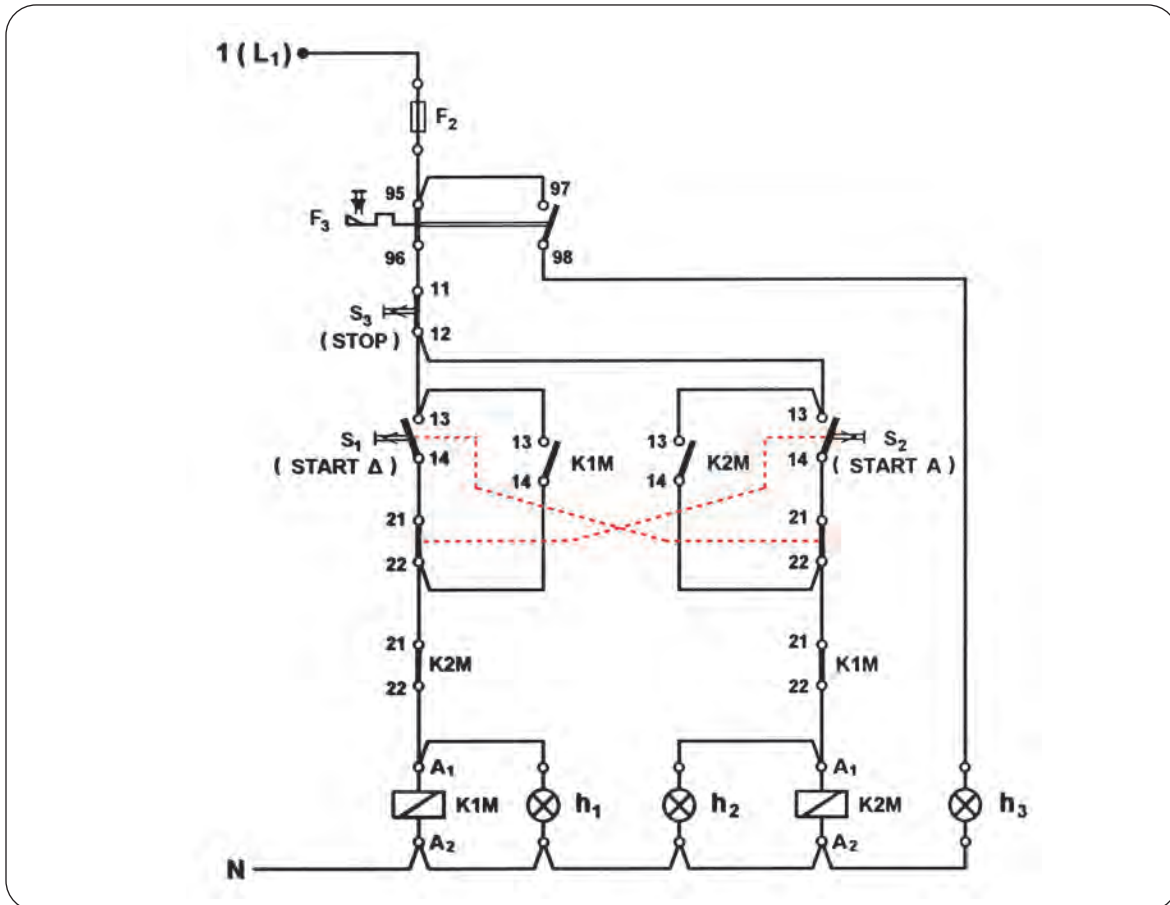 1 ( L₁ )
F₂
95
97
F₃
96
98
11
S₃
( STOP )
12
13
13
13
13
S₁
( START Δ )
14
K1M
14
K2M
14
14
S₂
( START A )
21
21
22
22
21
K2M
22
21
K1M
22
A₁
A₁
K1M
h₁
h₂
K2M
h₃
A₂
A₂
N